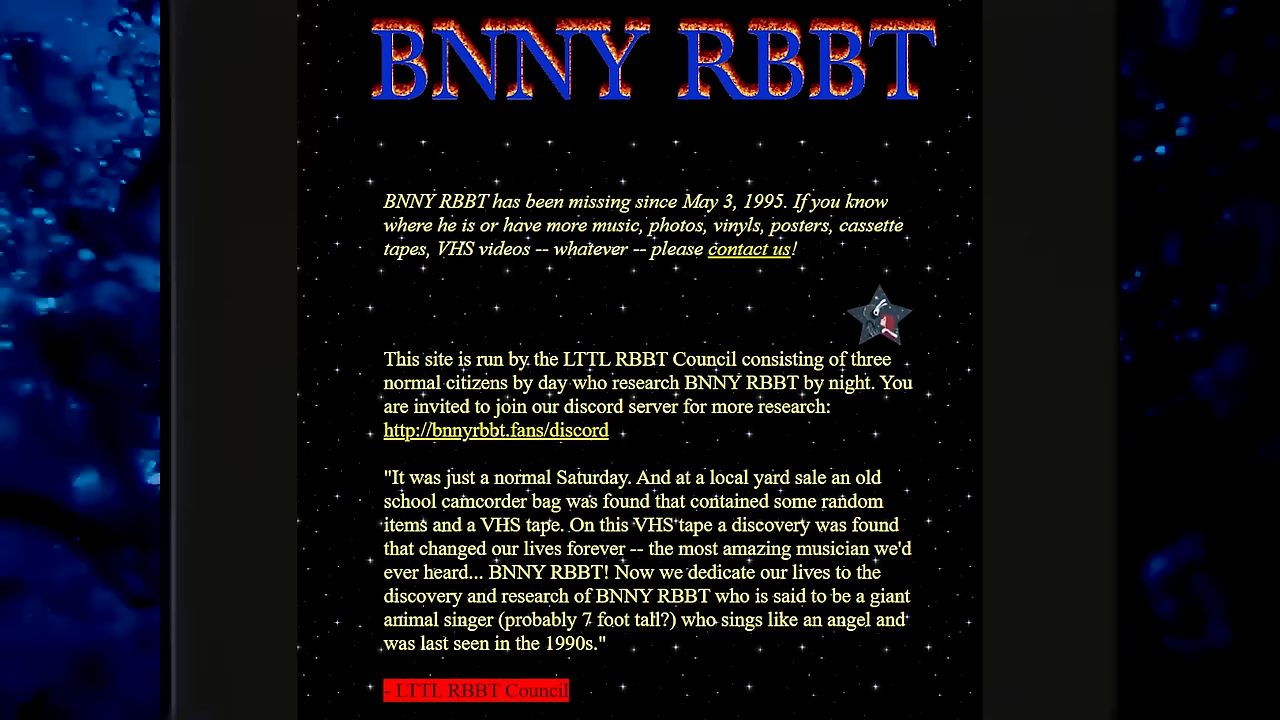 BNNY RBBT
BNNY RBBT has been missing since May 3, 1995. If you know
where he is or have more music, photos, vinyls, posters, cassette
tapes, VHS videos -- whatever -- please contact us!
This site is run by the LTTL RBBT Council consisting of three
normal citizens by day who research BNNY RBBT by night. You
are invited to join our discord server for more research:
http://bnnyrbbt.fans/discord
"It was just a normal Saturday. And at a local yard sale an old
school camcorder bag was found that contained some random
items and a VHS tape. On this VHS tape a discovery was found
that changed our lives forever -- the most amazing musician we'd
ever heard... BNNY RBBT! Now we dedicate our lives to the
discovery and research of BNNY RBBT who is said to be a giant
animal singer (probably 7 foot tall?) who sings like an angel and
was last seen in the 1990s."
- LTTL RBBT Council